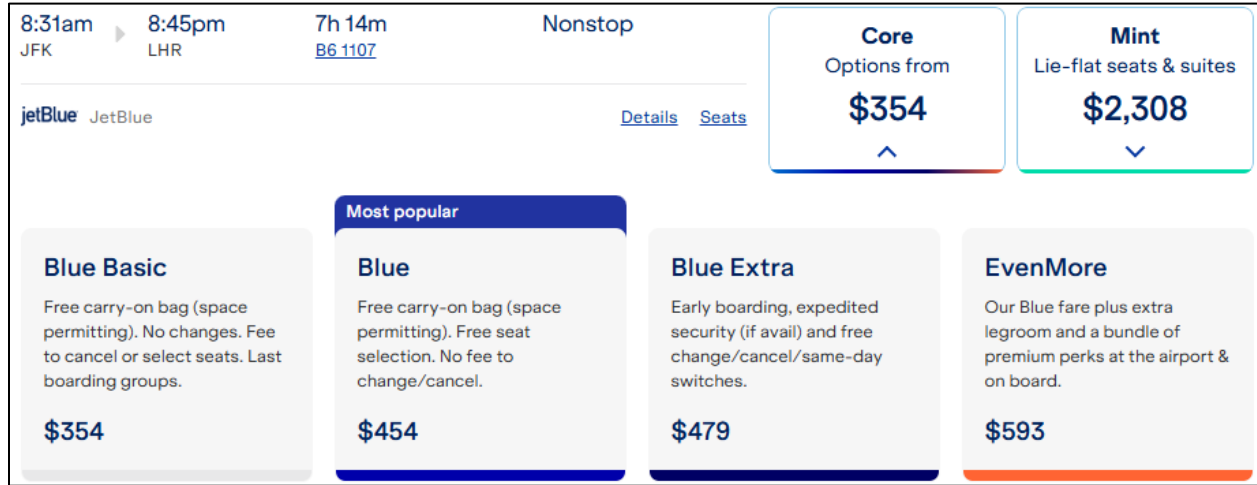 8:31am 8:45pm 7h 14m Nonstop
JFK LHR B6 1107
jetBlue JetBlue Details Seats
Core
Options from
$354
Mint
Lie-flat seats & suites
$2,308
Blue Basic
Free carry-on bag (space
permitting). No changes. Fee
to cancel or select seats. Last
boarding groups.
$354
Most popular
Blue
Free carry-on bag (space
permitting). Free seat
selection. No fee to
change/cancel.
$454
Blue Extra
Early boarding, expedited
security (if avail) and free
change/cancel/same-day
switches.
$479
EvenMore
Our Blue fare plus extra
legroom and a bundle of
premium perks at the airport &
on board.
$593